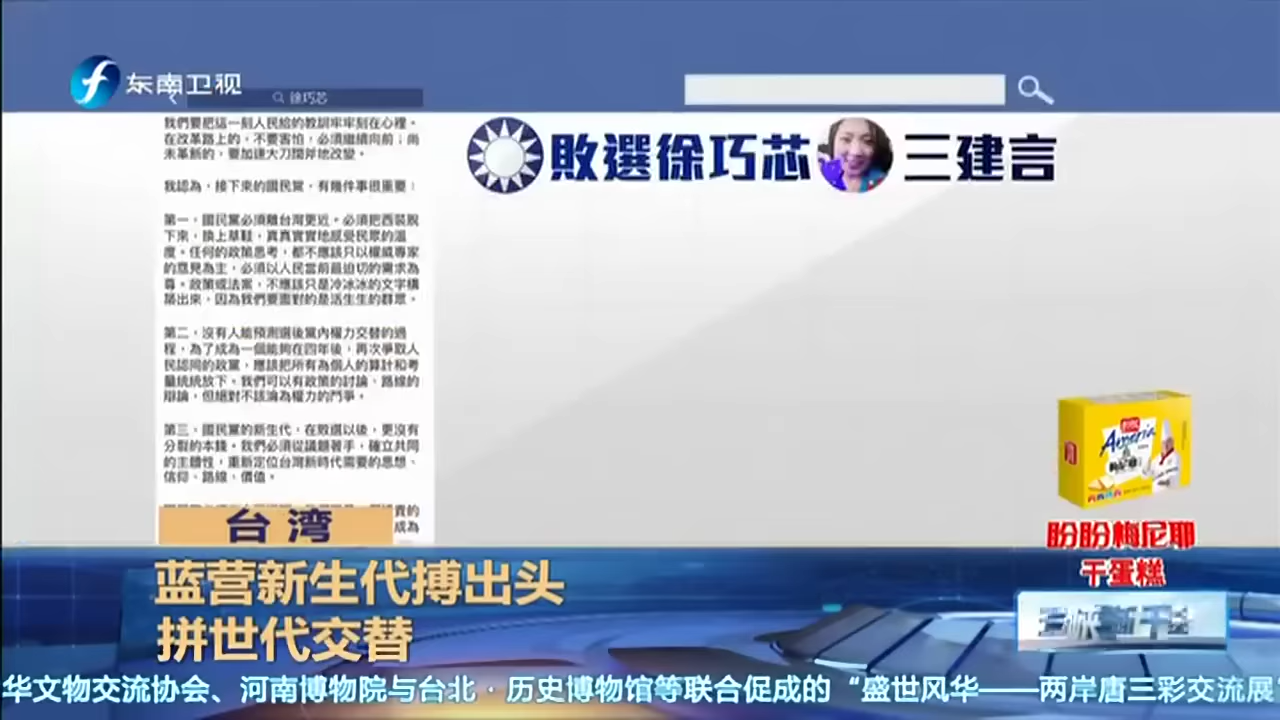 东南卫视
徐巧芯
敗選徐巧芯 三建言
我們要把這一刻人民給的教訓牢牢刻在心裡。
在改革路上的，不要害怕，必須繼續向前；尚
未革新的，要加速大刀闊斧地改變。
我認為，接下來的國民黨，有幾件事很重要：
第一，國民黨必須離台灣更近。必須把西裝脫
下來，換上草鞋，真真實實地感受民眾的溫
度。任何的政策思考，都不應該只以權威專家
的意見為主，必須以人民當前最迫切的需求為
尊。政策或法案，不應該只是冷冰冰的文字構
築出來，因為我們要面對的是活生生的群眾。
第二，沒有人能預測選後黨內權力交替的過
程，為了成為一個能夠在四年後，再次爭取人
民認同的政黨，應該把所有為個人的算計和考
量統統放下。我們可以有政策的討論、路線的
辯論，但絕對不該淪為權力的鬥爭。
第三，國民黨的新生代，在敗選以後，更沒有
分裂的本錢。我們必須從議題著手，確立共同
的主體性，重新定位台灣新時代需要的思想、
信仰、路線、價值。
責的
成為
台湾
蓝营新生代搏出头
拼世代交替
盼盼梅尼耶
干蛋糕
华文物交流协会、河南博物院与台北·历史博物馆等联合促成的“盛世风华——两岸唐三彩交流展